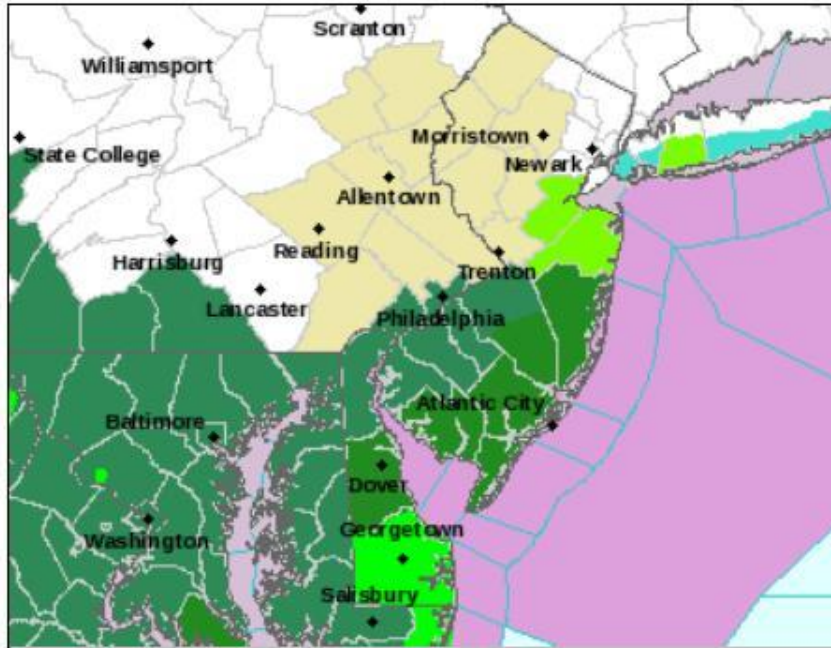 Scranton
Williamsport
Morristown
State College
Newark
Allentown
Reading
Harrisburg
Trenton
Lancaster
Philadelphia
Atlantic City
Baltimore
Dover
Georgetown
Washington
Salisbury